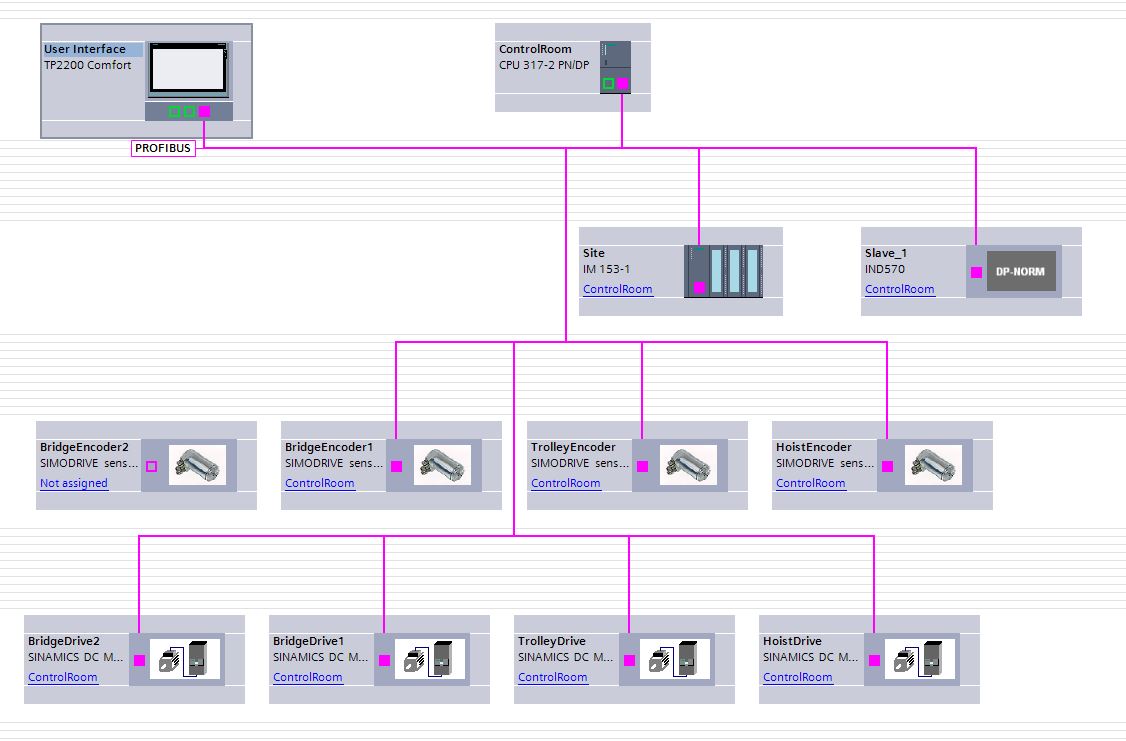 User Interface
TP2200 Comfort
ControlRoom
CPU 317-2 PN/DP
PROFIBUS
Site
IM 153-1
ControlRoom
Slave_1
IND570
ControlRoom
DP-NORM
BridgeEncoder2
SIMODRIVE sens...
Not assigned
BridgeEncoder1
SIMODRIVE sens...
ControlRoom
TrolleyEncoder
SIMODRIVE sens...
ControlRoom
HoistEncoder
SIMODRIVE sens...
ControlRoom
BridgeDrive2
SINAMICS DC M...
ControlRoom
BridgeDrive1
SINAMICS DC M...
ControlRoom
TrolleyDrive
SINAMICS DC M...
ControlRoom
HoistDrive
SINAMICS DC M...
ControlRoom